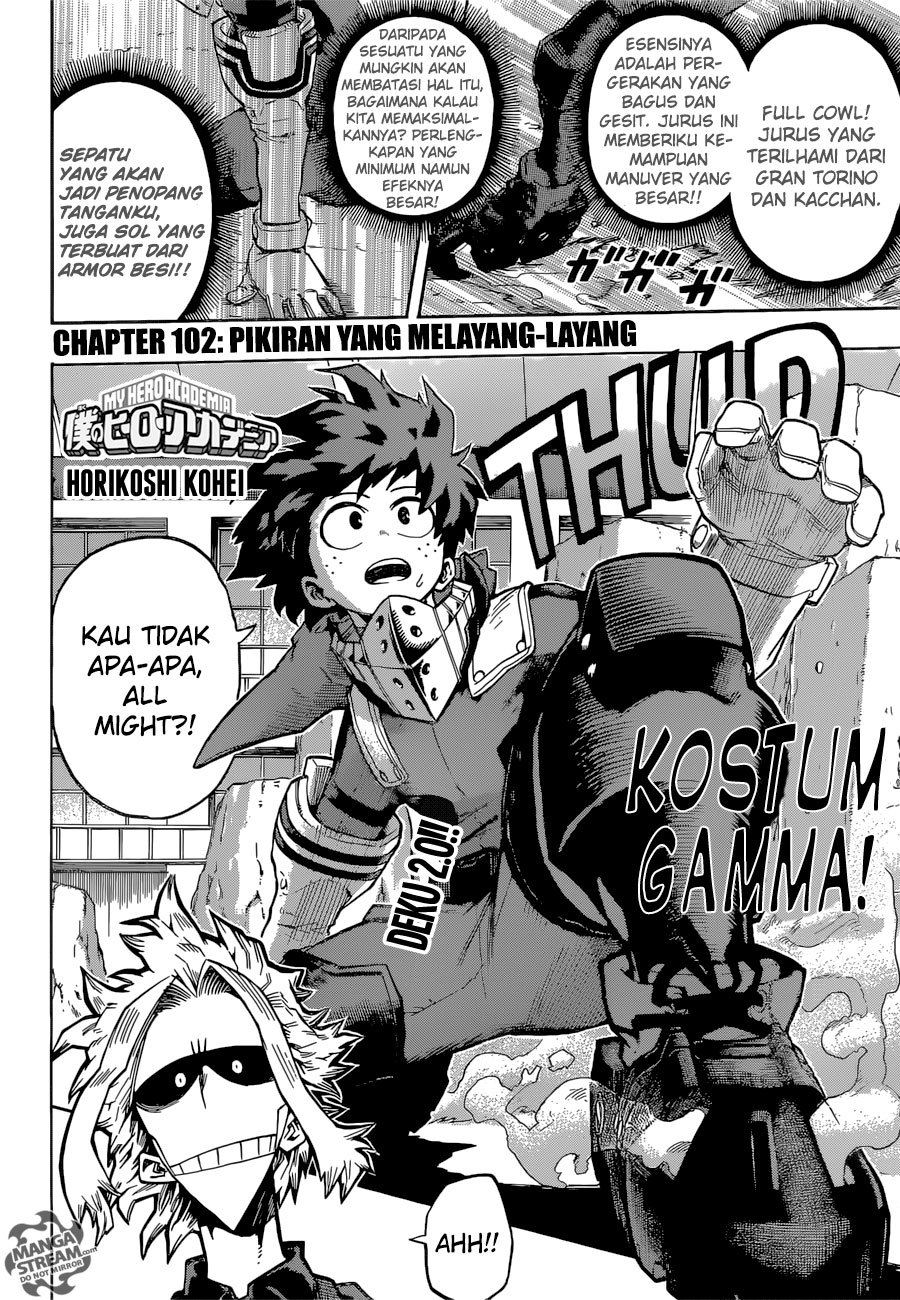 FULL COWL!
JURUS YANG
TERILHAMI DARI
GRAN TORINO
DAN KACCHAN.
ESENSINYA
ADALAH PER-
GERAKAN YANG
BAGUS DAN
GESIT. JURUS INI
MEMBERIKU KE-
MAMPUAN
MANUVER YANG
BESAR!!
DARIPADA
SESUATU YANG
MUNGKIN AKAN
MEMBATASI HAL ITU,
BAGAIMANA KALAU
KITA MEMAKSIMAL-
KANNYA? PERLENG-
KAPAN YANG
MINIMUM NAMUN
EFEKNYA
BESAR!
SEPATU
YANG AKAN
JADI PENOPANG
TANGANKU,
JUGA SOL YANG
TERBUAT DARI
ARMOR BESI!!
ガガガガ
CHAPTER 102: PIKIRAN YANG MELAYANG-LAYANG
MY HERO ACADEMIA
僕のヒーローアカデミア
HORIKOSHI KOHEI
THUD
KAU TIDAK
APA-APA,
ALL
MIGHT?!
KOSTUM
GAMMA!
DEKU 2.0!!
AHH!!
MANGA
STREAM.com
DO NOT MIRROR!